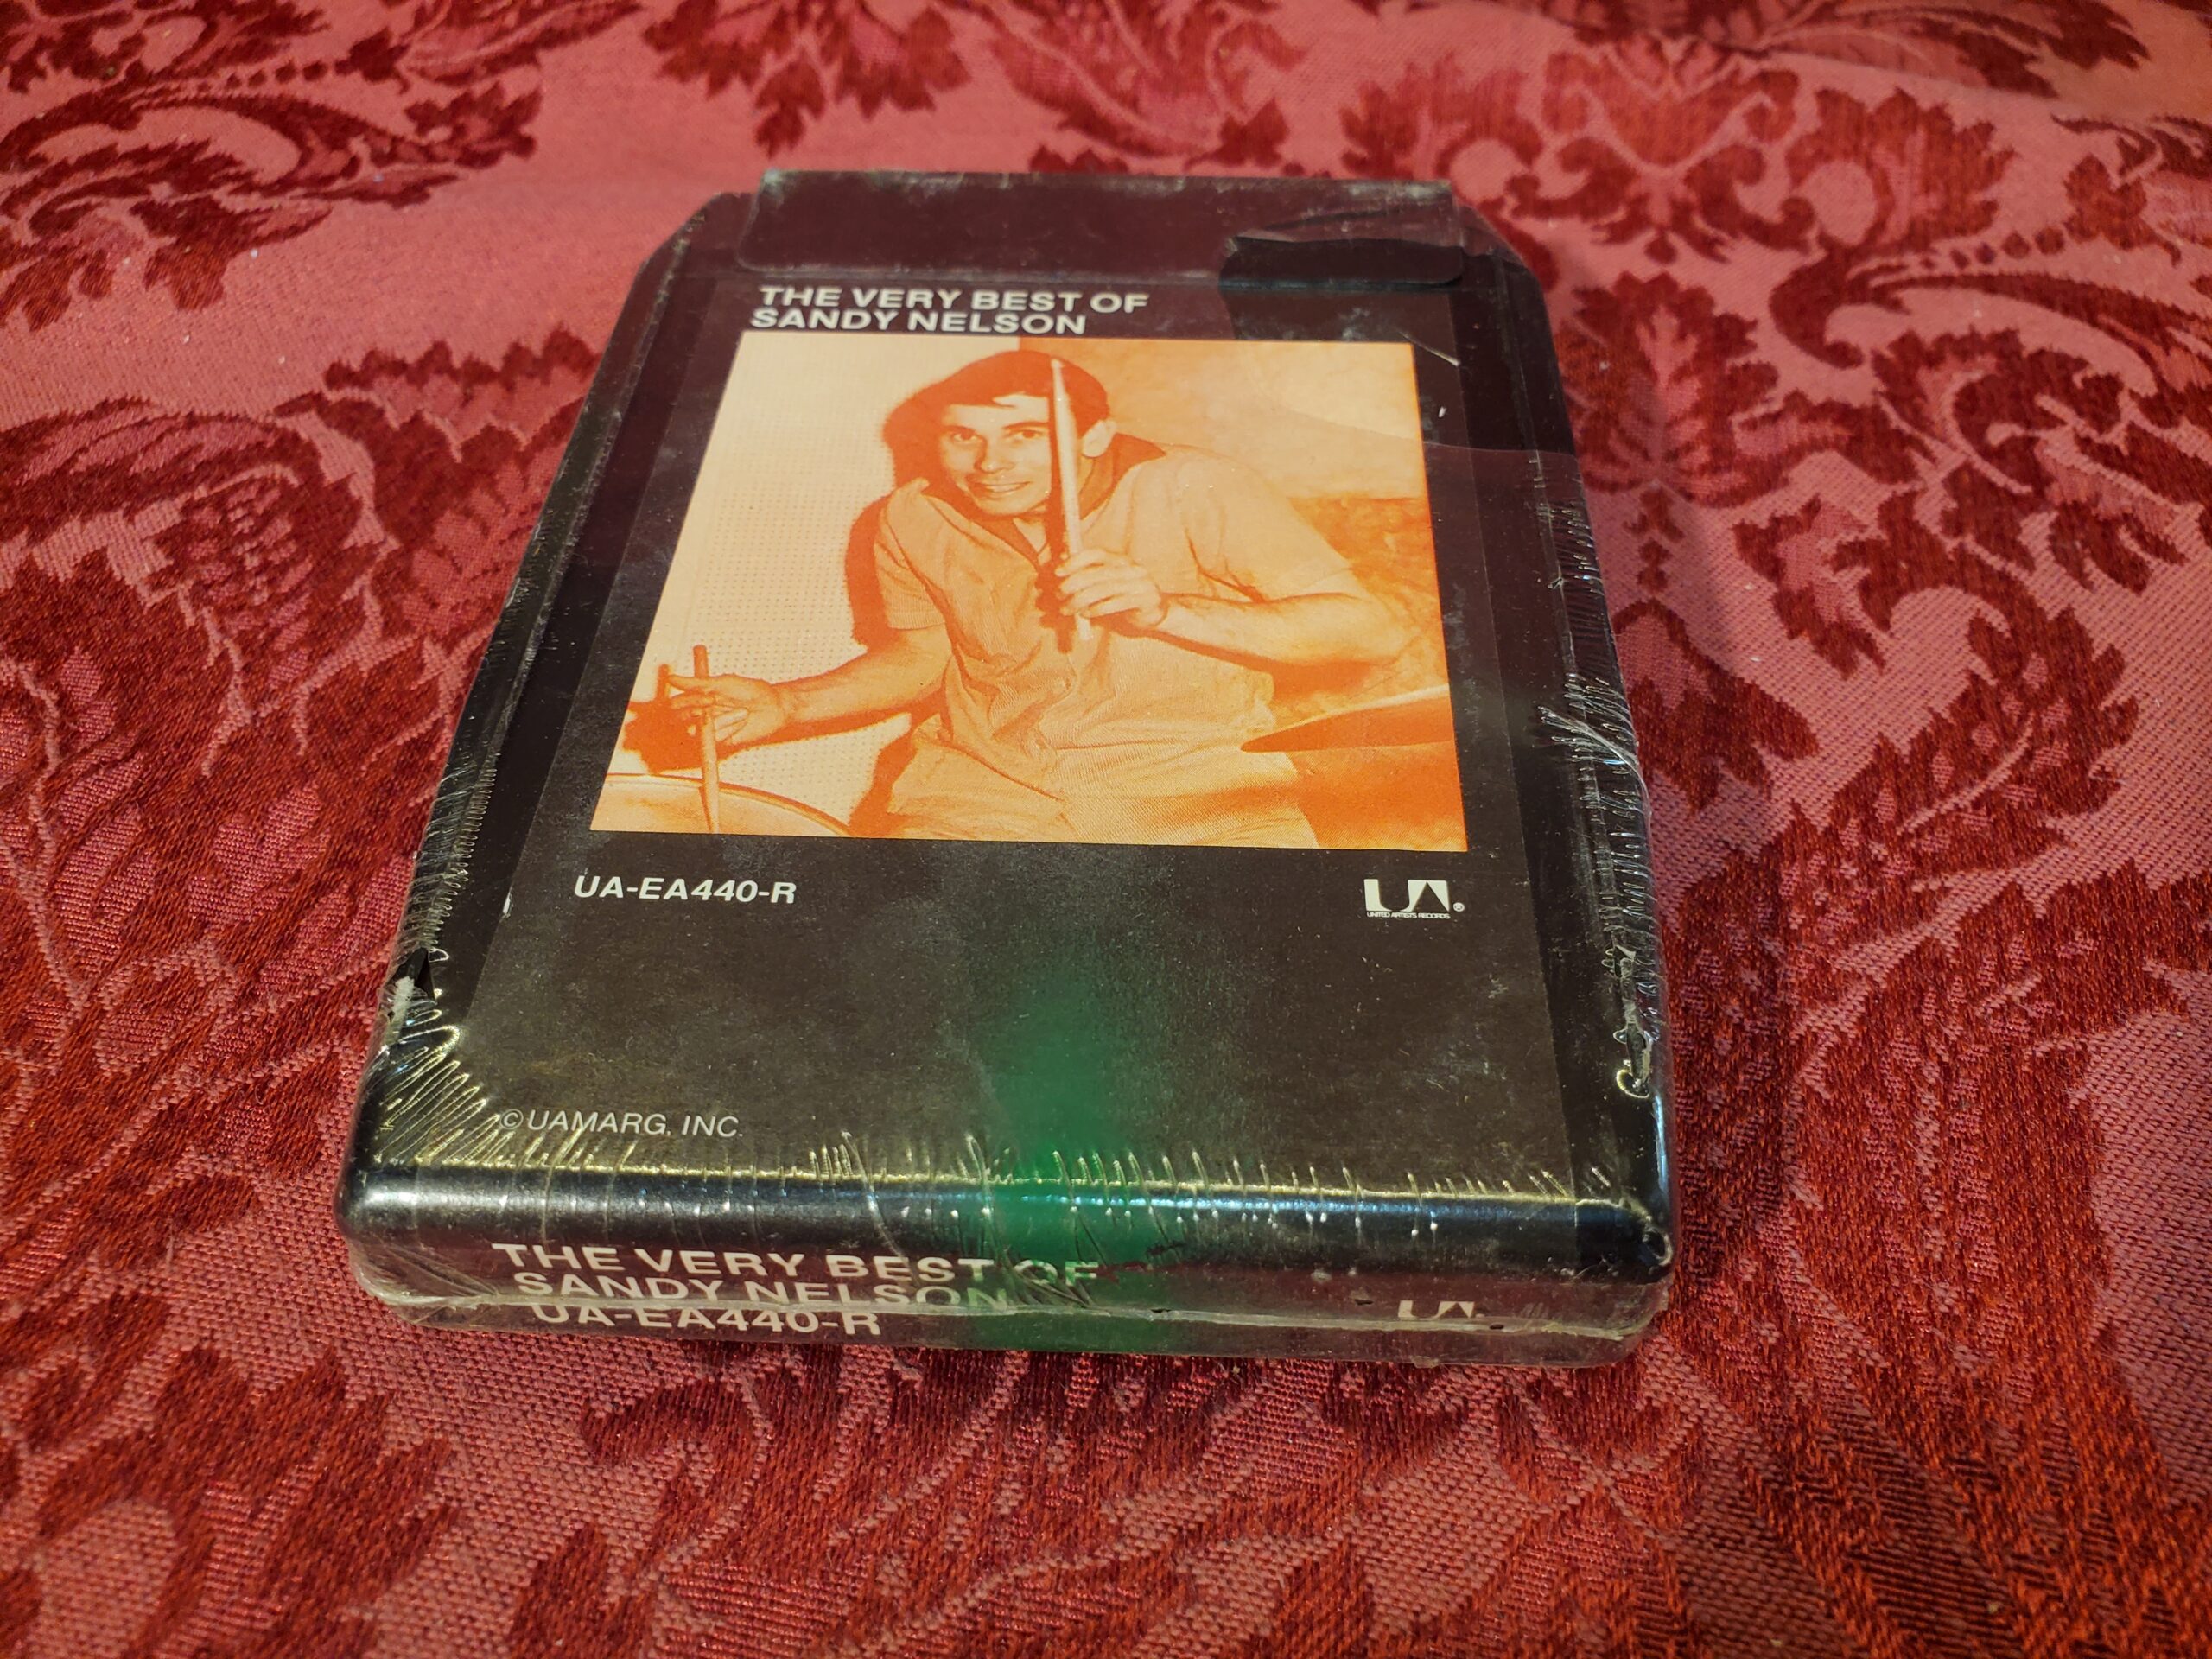 THE VERY BEST OF
SANDY NELSON
UA-EA440-R
UA®
UNITED ARTISTS RECORDS
©UAMARG, INC.
THE VERY BEST OF
SANDY NELSON
UA-EA440-R
UA